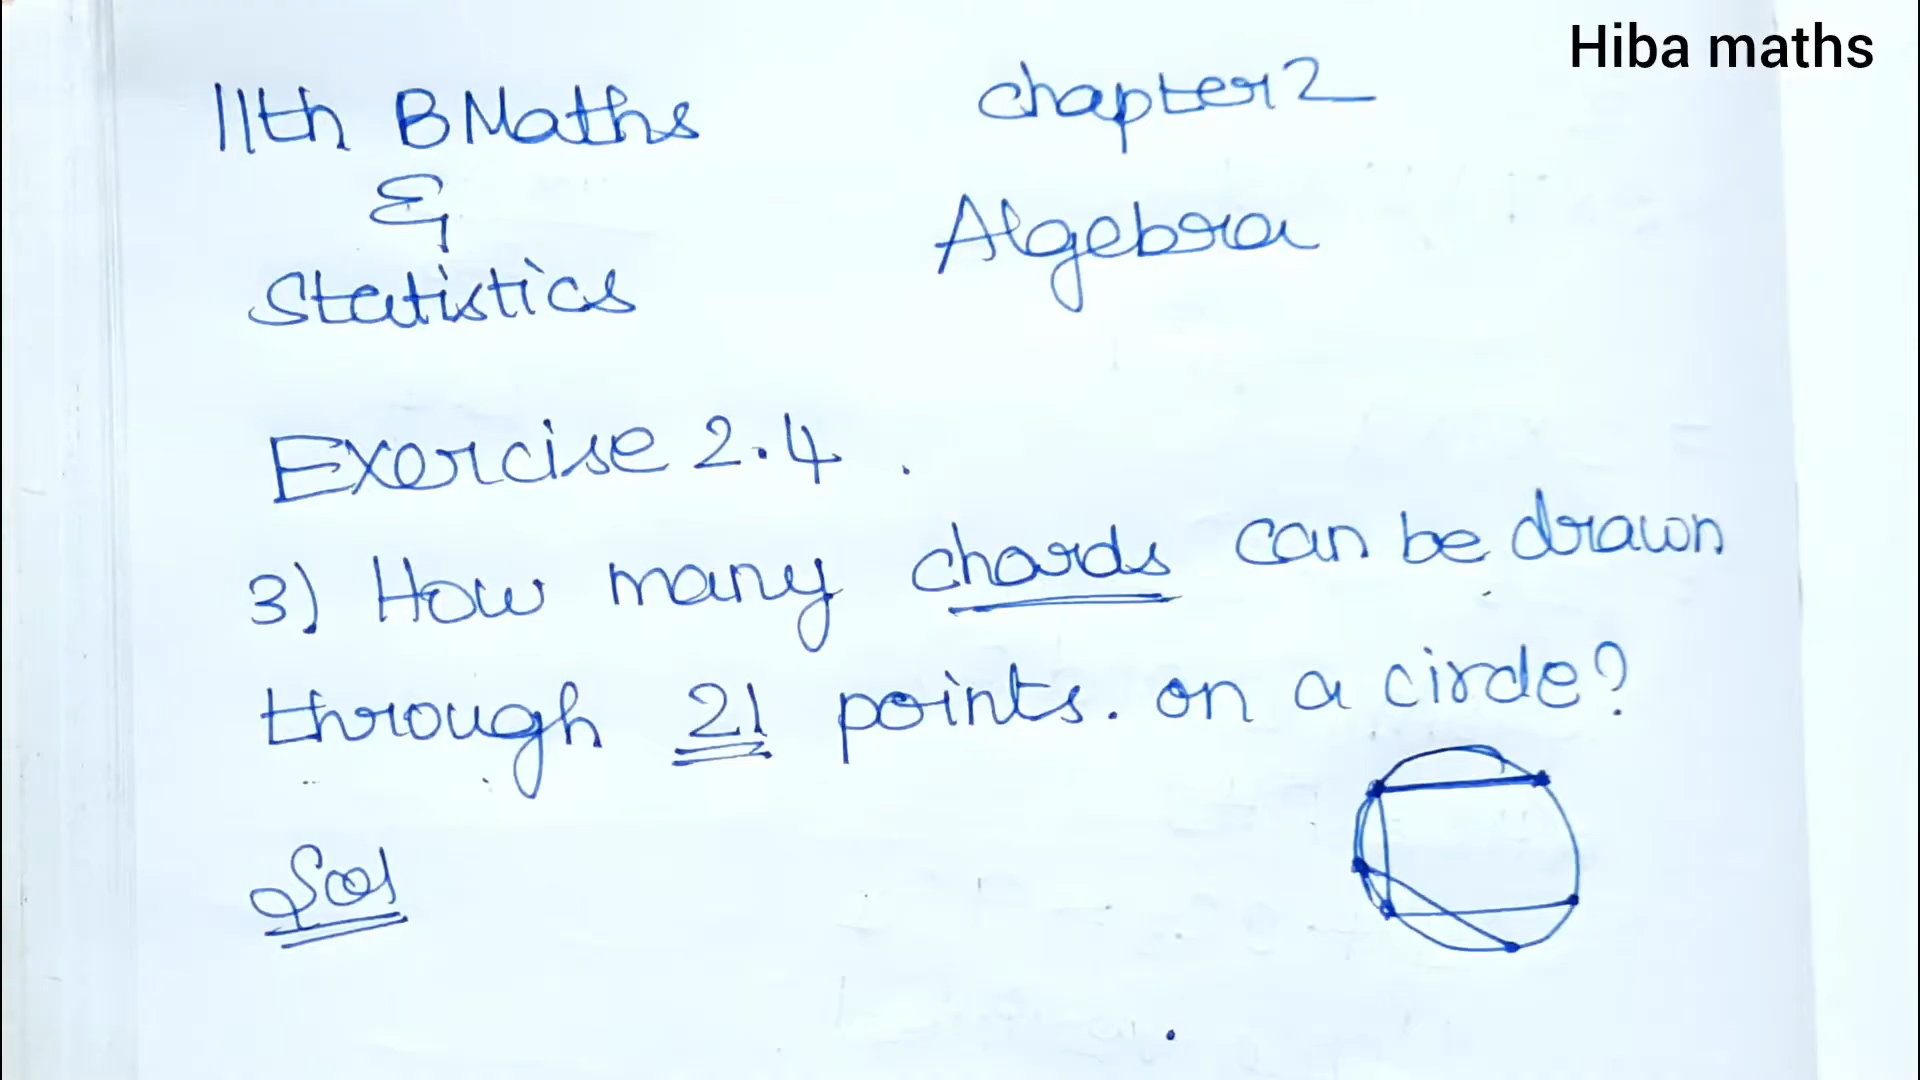 Hiba maths
11th B Maths
&
Statistics
chapter 2
Algebra
Exercise 2.4 .
3) How many chords can be drawn
through 21 points. on a circle?
Sol